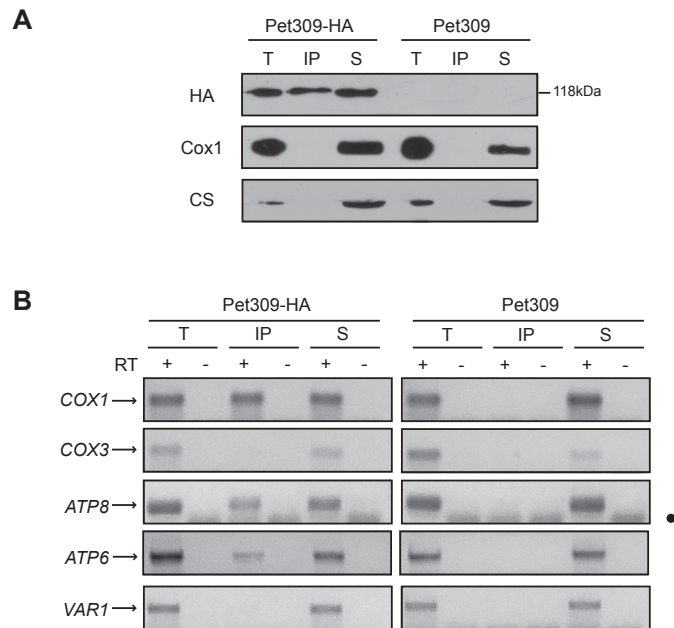 A
Pet309-HA Pet309
T IP S T IP S
HA 118kDa
Cox1
CS
B
Pet309-HA Pet309
T IP S T IP S
RT + - + - + - + - + - + -
COX1
COX3
ATP8
ATP6
VAR1